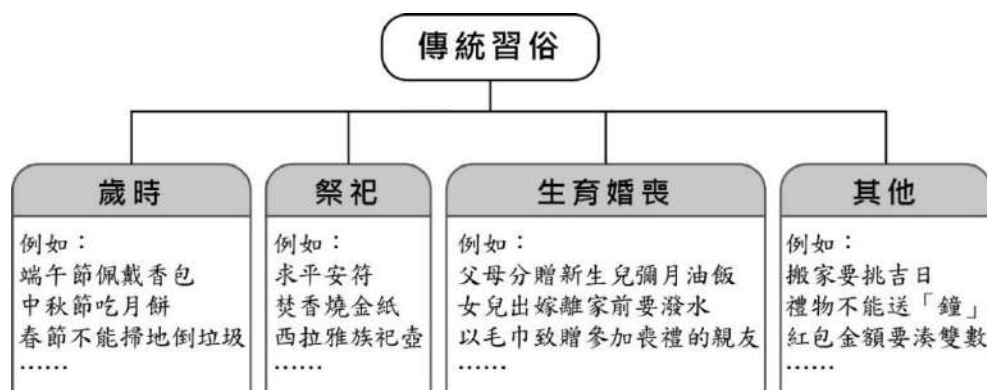 傳統習俗
歲時
例如：
端午節佩戴香包
中秋節吃月餅
春節不能掃地倒垃圾
……
祭祀
例如：
求平安符
焚香燒金紙
西拉雅族祀壺
……
生育婚喪
例如：
父母分贈新生兒彌月油飯
女兒出嫁離家前要潑水
以毛巾致贈參加喪禮的親友
……
其他
例如：
搬家要挑吉日
禮物不能送「鐘」
紅包金額要湊雙數
……